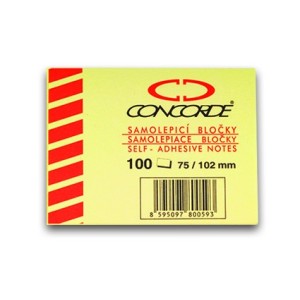 CONCORDE®
SAMOLEPICÍ BLOČKY
SAMOLEPIACE BLOČKY
SELF- ADHESIVE NOTES
100 75 / 102 mm
8 595097 800593